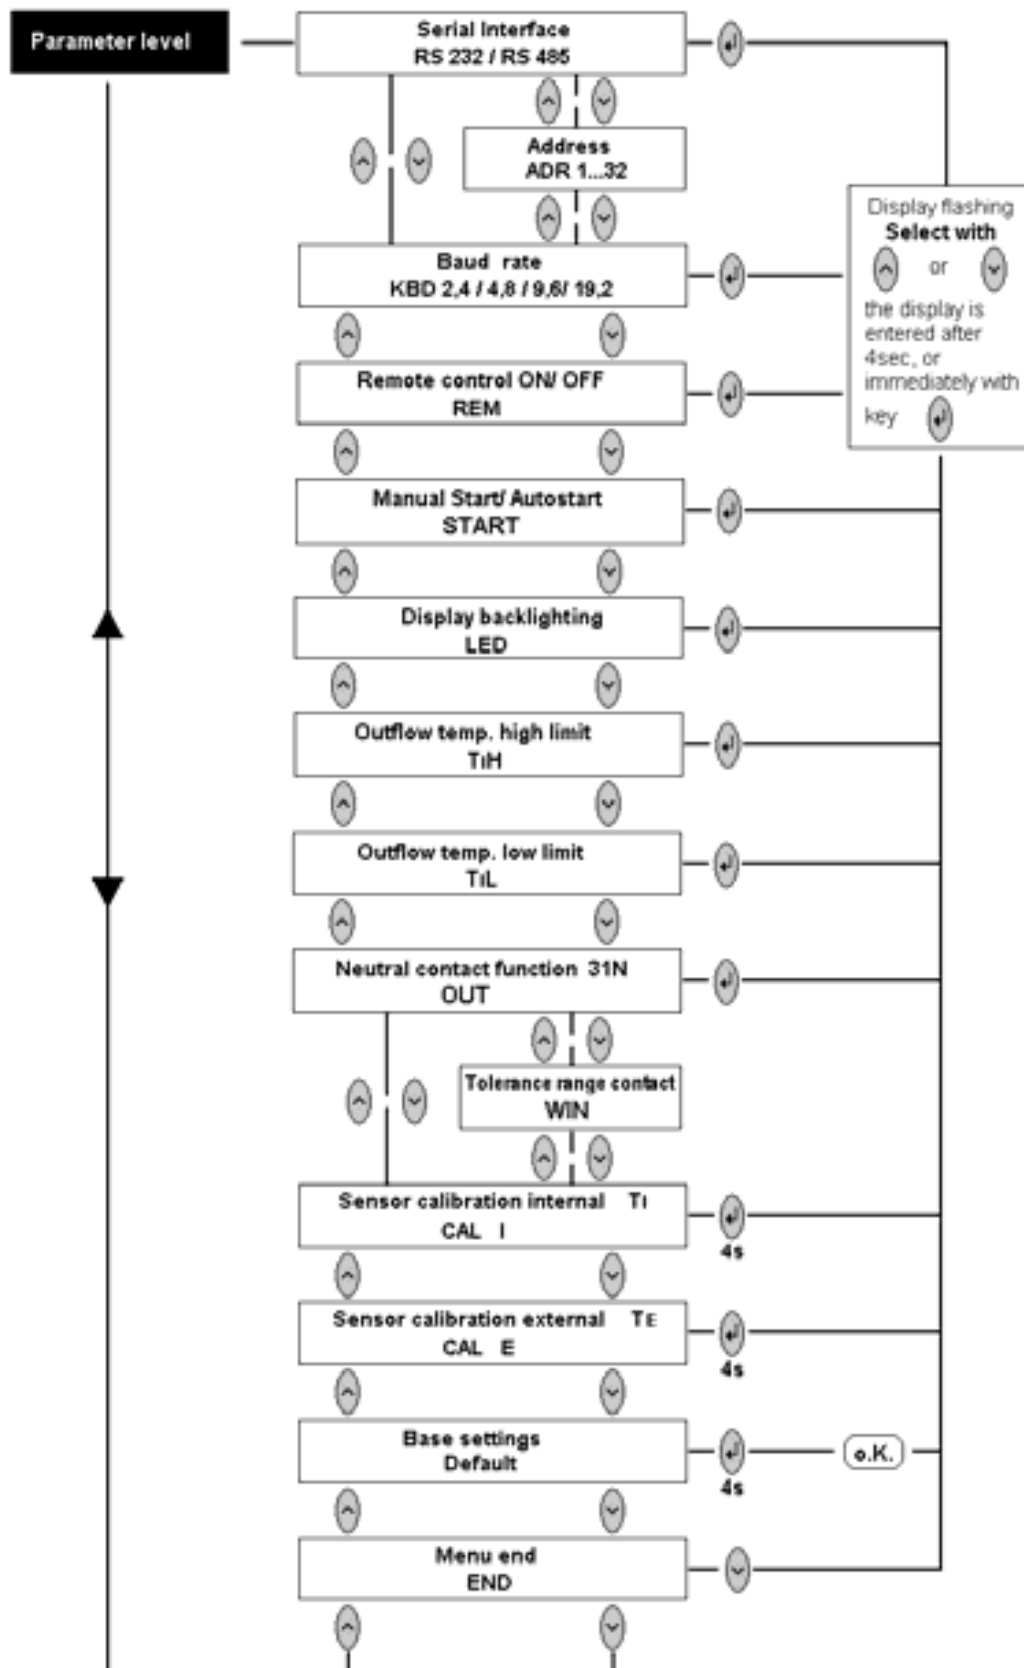 Parameter level
Serial Interface
RS 232 / RS 485
Address
ADR 1...32
Baud rate
KBD 2,4 / 4,8 / 9,6/ 19,2
Display flashing
Select with
or
the display is
entered after
4sec, or
immediately with
key
Remote control ON/ OFF
REM
Manual Start/ Autostart
START
Display backlighting
LED
Outflow temp. high limit
TIH
Outflow temp. low limit
TIL
Neutral contact function 31N
OUT
Tolerance range contact
WIN
Sensor calibration internal TI
CAL I
4s
Sensor calibration external TE
CAL E
4s
Base settings
Default
4s
o.K.
Menu end
END